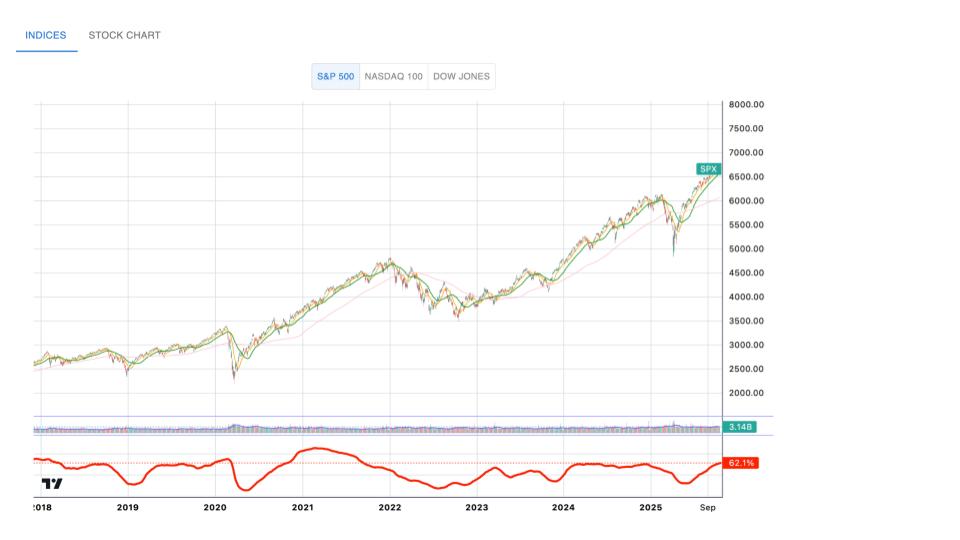 INDICES STOCK CHART
S&P 500 NASDAQ 100 DOW JONES
8000.00
7500.00
7000.00
SPX
6500.00
6000.00
5500.00
5000.00
4500.00
4000.00
3500.00
3000.00
2500.00
2000.00
3.14B
62.1%
2018 2019 2020 2021 2022 2023 2024 2025 Sep